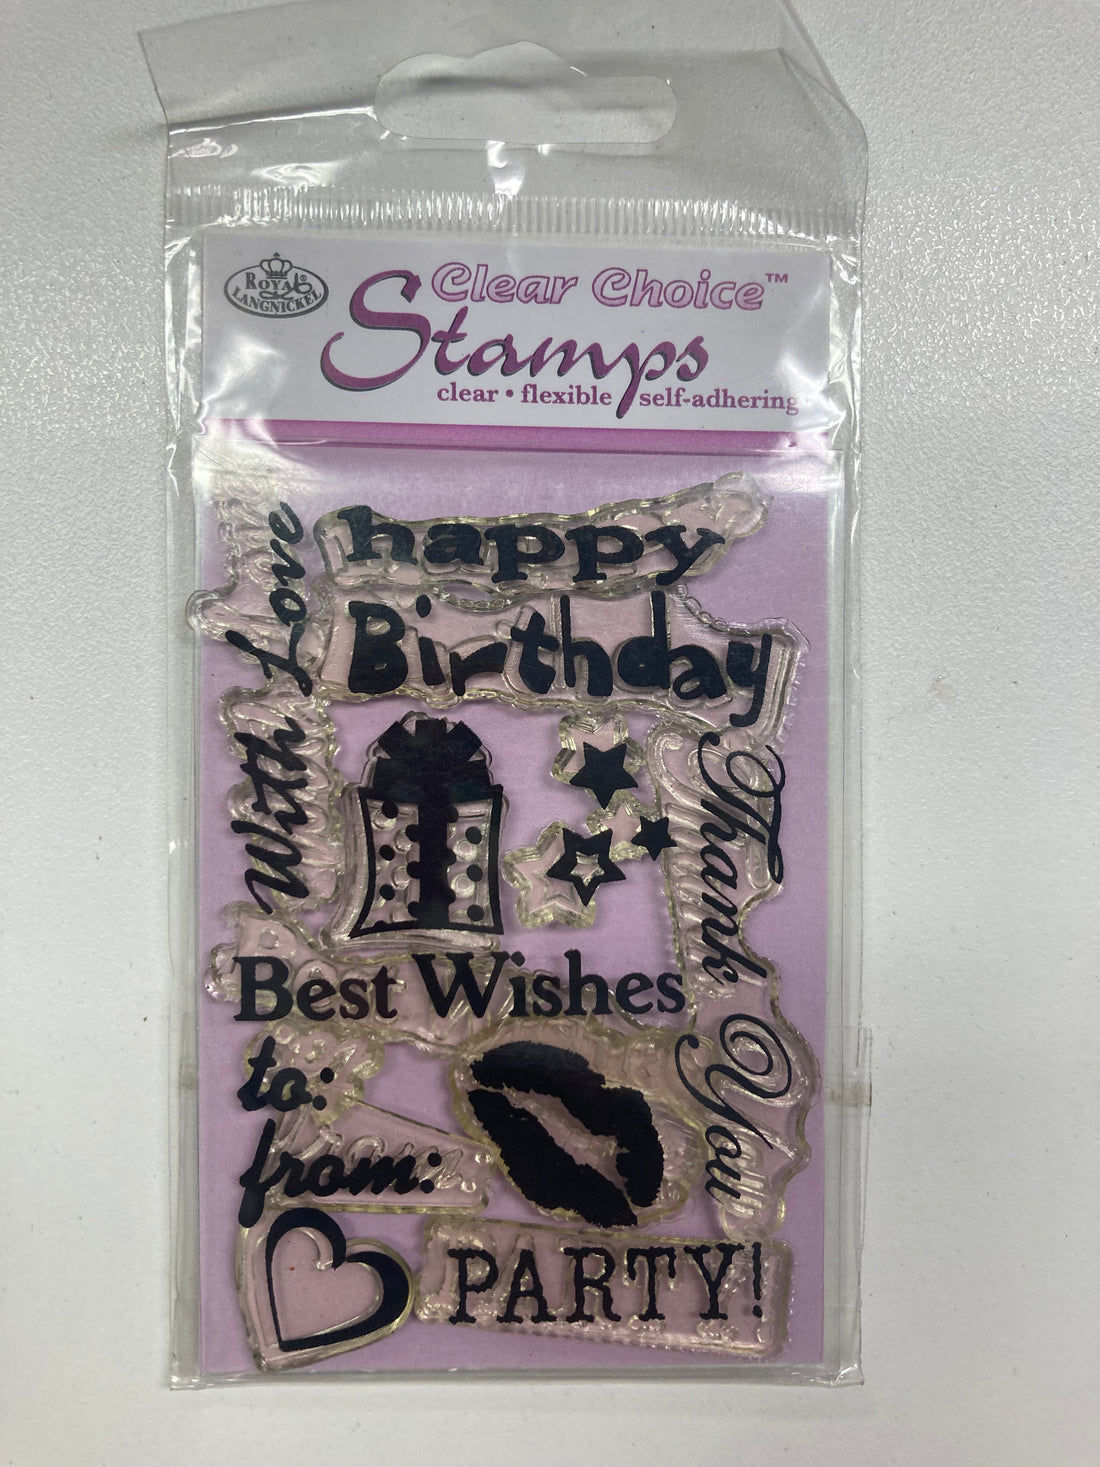 ROYAL®
LANGNICKEL
Clear Choice™
Stamps
clear • flexible self-adhering
With Love
happy
Birthday
Thank You
Best Wishes
to:
from:
PARTY!